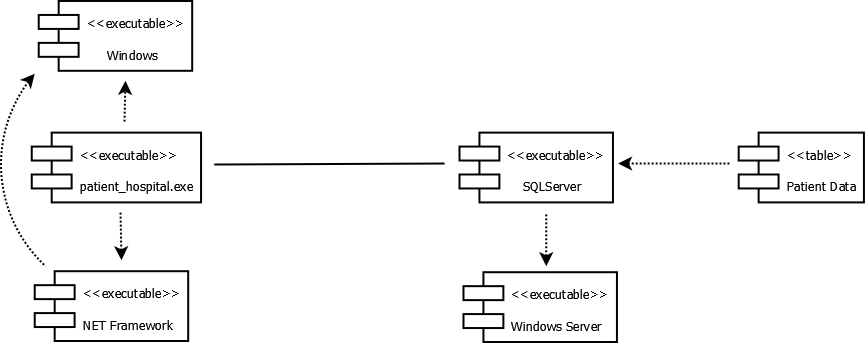 <<executable>>
Windows
<<executable>>
patient_hospital.exe
<<executable>>
SQLServer
<<table>>
Patient Data
<<executable>>
NET Framework
<<executable>>
Windows Server